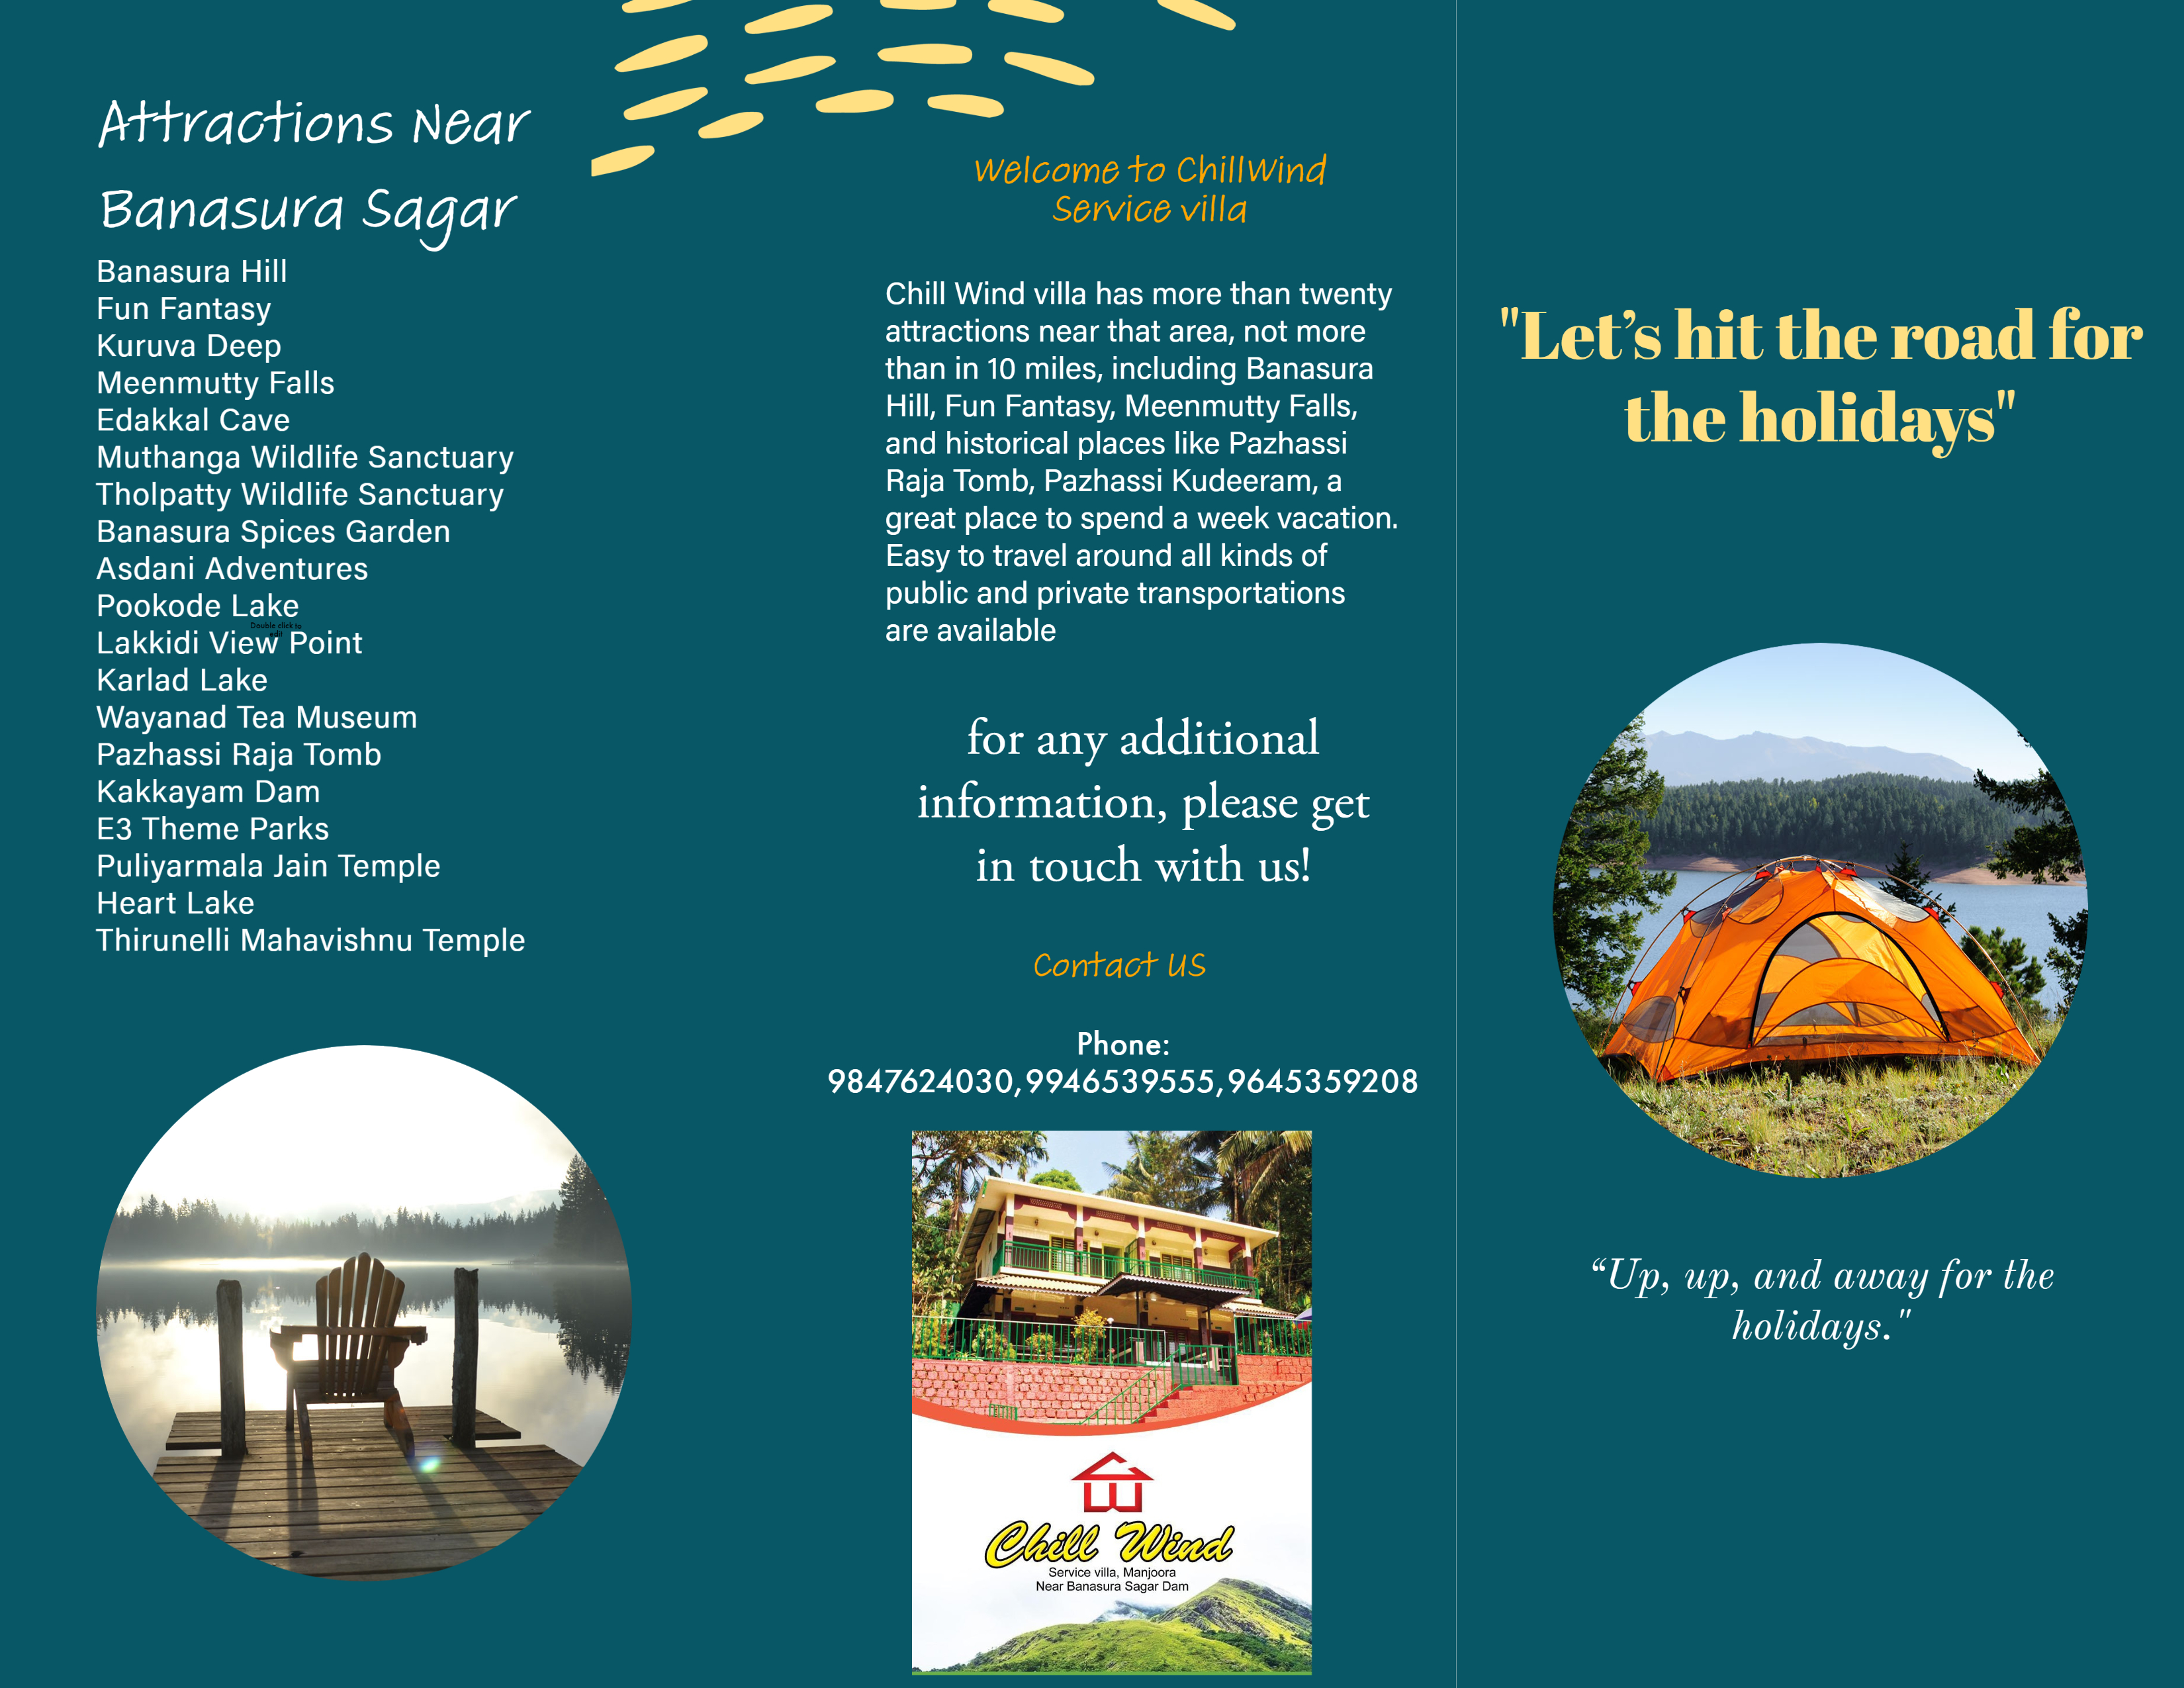 Attractions Near
Banasura Sagar
Banasura Hill
Fun Fantasy
Kuruva Deep
Meenmutty Falls
Edakkal Cave
Muthanga Wildlife Sanctuary
Tholpatty Wildlife Sanctuary
Banasura Spices Garden
Asdani Adventures
Pookode Lake
Double click to
edit
Lakkidi View Point
Karlad Lake
Wayanad Tea Museum
Pazhassi Raja Tomb
Kakkayam Dam
E3 Theme Parks
Puliyarmala Jain Temple
Heart Lake
Thirunelli Mahavishnu Temple
Welcome to ChillWind
Service villa
Chill Wind villa has more than twenty
attractions near that area, not more
than in 10 miles, including Banasura
Hill, Fun Fantasy, Meenmutty Falls,
and historical places like Pazhassi
Raja Tomb, Pazhassi Kudeeram, a
great place to spend a week vacation.
Easy to travel around all kinds of
public and private transportations
are available
for any additional
information, please get
in touch with us!
Contact US
Phone:
9847624030,9946539555,9645359208
Chill Wind
Service villa, Manjoora
Near Banasura Sagar Dam
"Let’s hit the road for
the holidays"
“Up, up, and away for the
holidays."